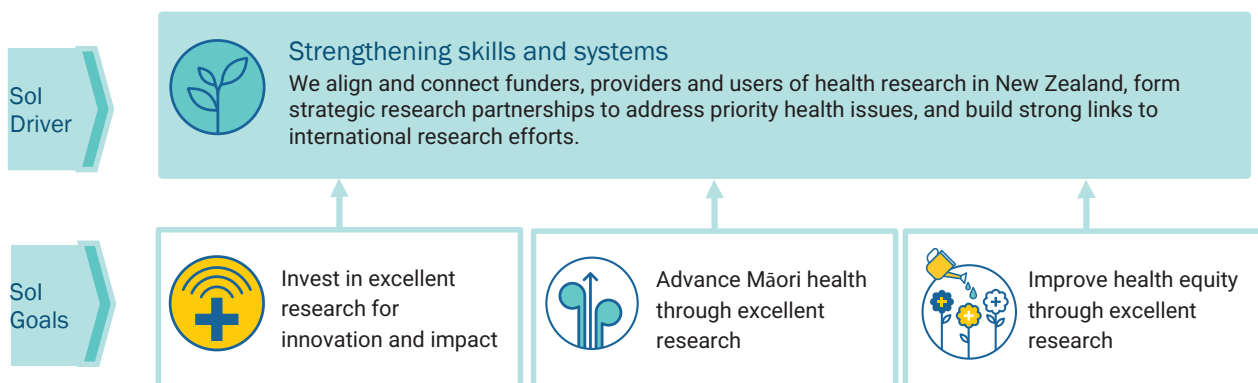 Sol
Driver
Strengthening skills and systems
We align and connect funders, providers and users of health research in New Zealand, form
strategic research partnerships to address priority health issues, and build strong links to
international research efforts.
Sol
Goals
Invest in excellent
research for
innovation and impact
Advance Māori health
through excellent
research
Improve health equity
through excellent
research